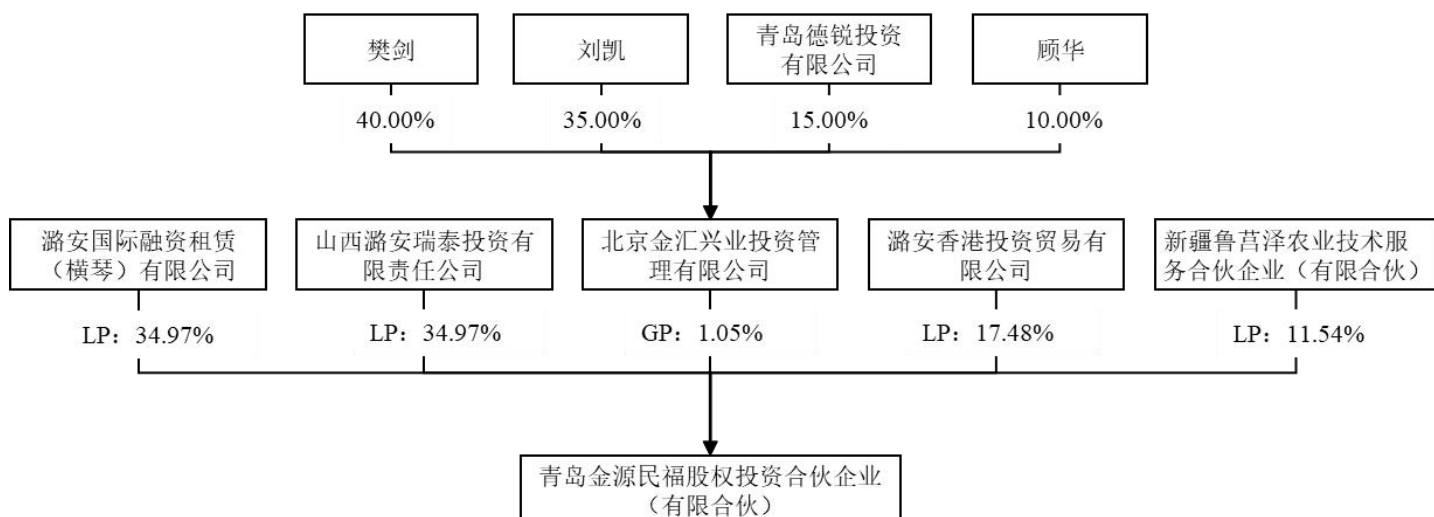 樊剑
刘凯
青岛德锐投资
有限公司
顾华
40.00%
35.00%
15.00%
10.00%
潞安国际融资租赁
（横琴）有限公司
山西潞安瑞泰投资有
限责任公司
北京金汇兴业投资管
理有限公司
潞安香港投资贸易有
限公司
新疆鲁莒泽农业技术服
务合伙企业（有限合伙）
LP：34.97%
LP：34.97%
GP：1.05%
LP：17.48%
LP：11.54%
青岛金源民福股权投资合伙企业
（有限合伙）